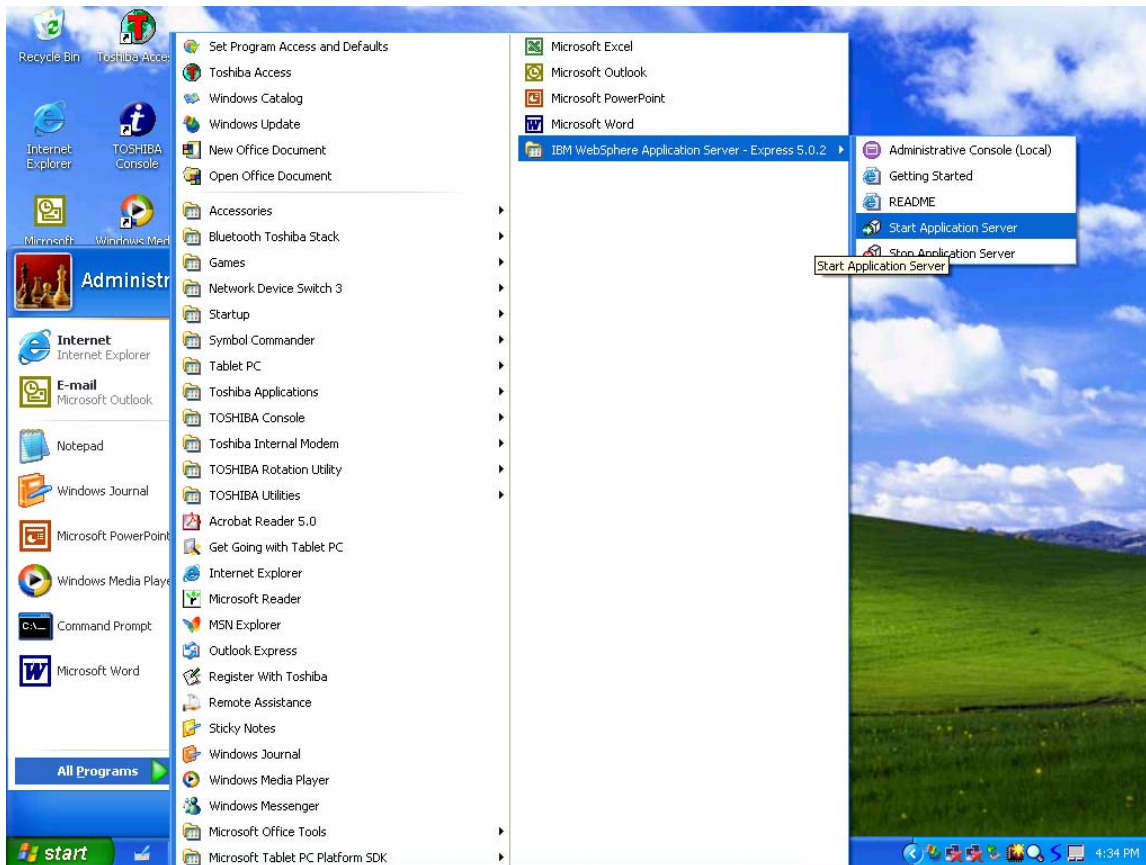 Recycle Bin
Toshiba Acce
Internet Explorer
TOSHIBA Console
Microsoft
Windows Med
Administr
Internet
Internet Explorer
E-mail
Microsoft Outlook
Notepad
Windows Journal
Microsoft PowerPoint
Windows Media Playe
Command Prompt
Microsoft Word
All Programs
start
Set Program Access and Defaults
Toshiba Access
Windows Catalog
Windows Update
New Office Document
Open Office Document
Accessories
Bluetooth Toshiba Stack
Games
Network Device Switch 3
Startup
Symbol Commander
Tablet PC
Toshiba Applications
TOSHIBA Console
Toshiba Internal Modem
TOSHIBA Rotation Utility
TOSHIBA Utilities
Acrobat Reader 5.0
Get Going with Tablet PC
Internet Explorer
Microsoft Reader
MSN Explorer
Outlook Express
Register With Toshiba
Remote Assistance
Sticky Notes
Windows Journal
Windows Media Player
Windows Messenger
Microsoft Office Tools
Microsoft Tablet PC Platform SDK
Microsoft Excel
Microsoft Outlook
Microsoft PowerPoint
Microsoft Word
IBM WebSphere Application Server - Express 5.0.2
Administrative Console (Local)
Getting Started
README
Start Application Server
Stop Application Server
Start Application Server
4:34 PM